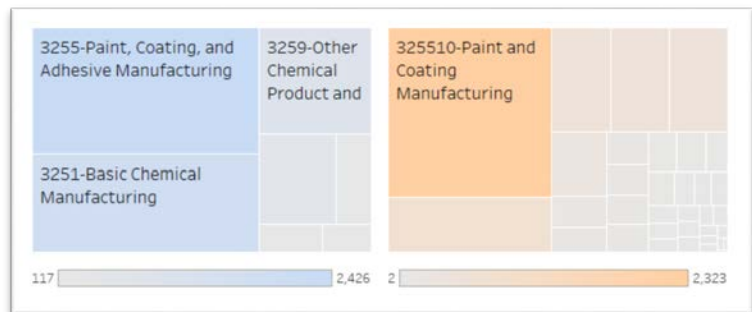 3255-Paint, Coating, and
Adhesive Manufacturing
3259-Other
Chemical
Product and
3251-Basic Chemical
Manufacturing
325510-Paint and
Coating
Manufacturing
117
2,426
2
2,323